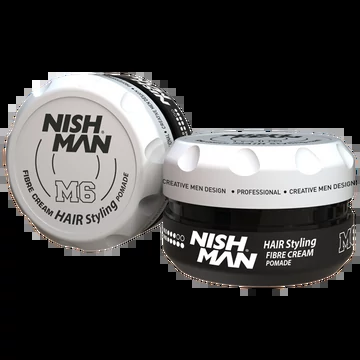 NISH
MAN
M6
FIBRE CREAM HAIR Styling POMADE
CREATIVE MEN DESIGN • PROFESSIONAL • CREATIVE MEN DESIGN
NISH
MAN
HAIR Styling
FIBRE CREAM
POMADE